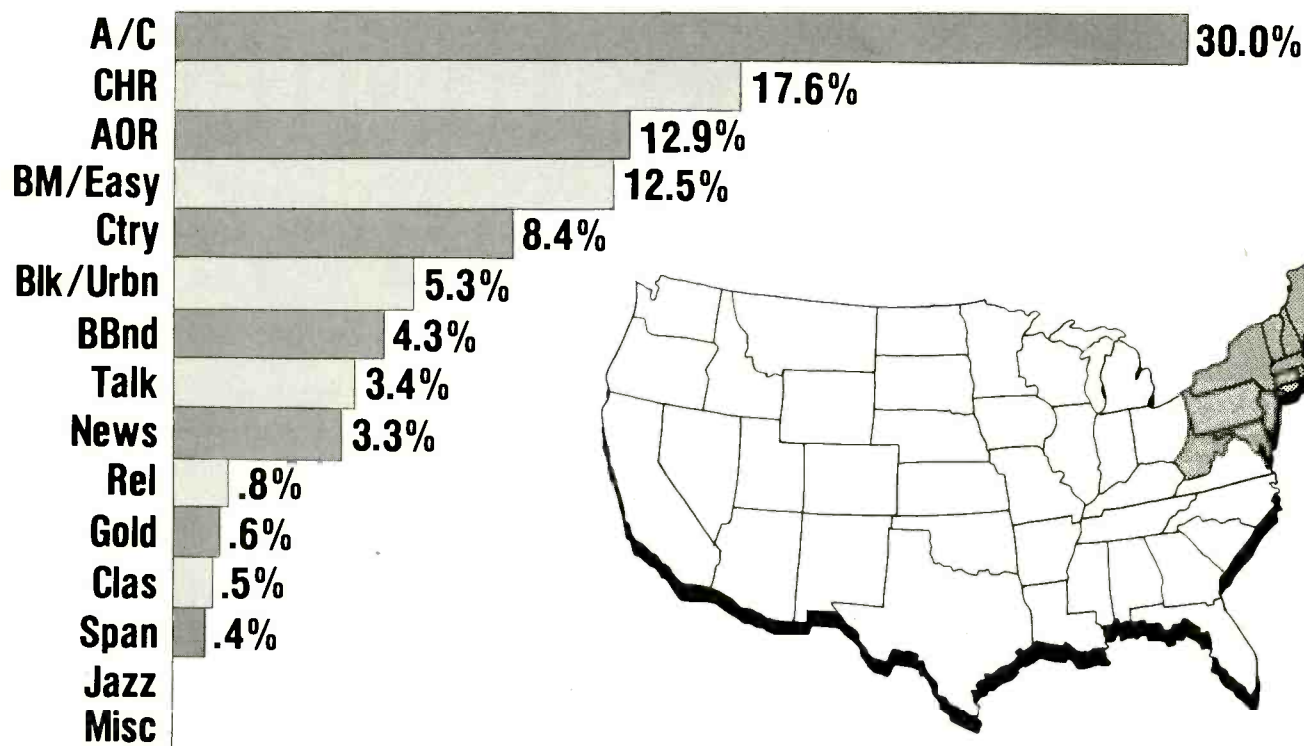 A/C 30.0%
CHR 17.6%
AOR 12.9%
BM/Easy 12.5%
Ctry 8.4%
Blk/Urbn 5.3%
BBnd 4.3%
Talk 3.4%
News 3.3%
Rel .8%
Gold .6%
Clas .5%
Span .4%
Jazz
Misc